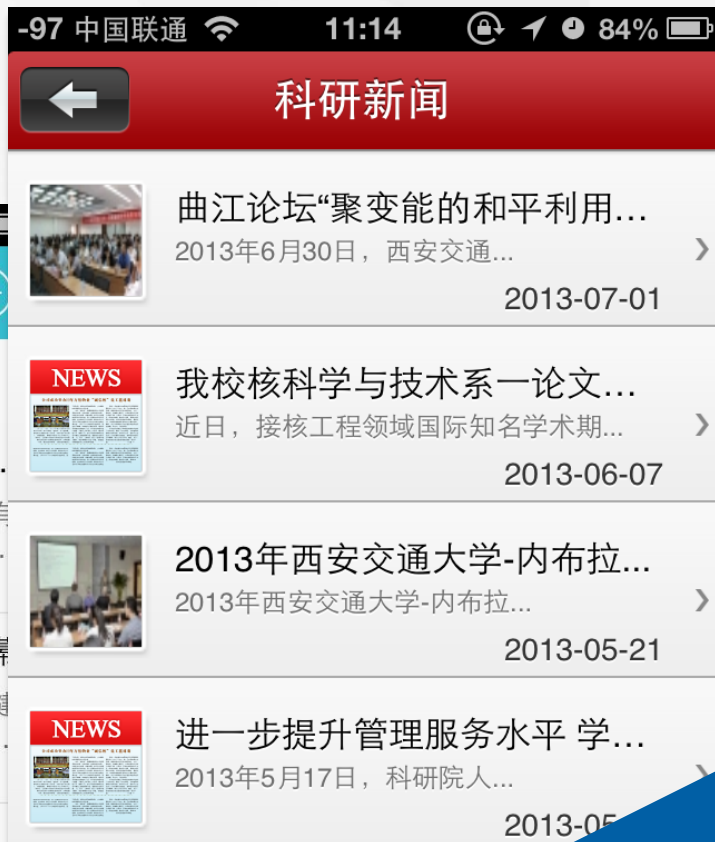 -97 中国联通 11:14 84%
科研新闻
曲江论坛“聚变能的和平利用...
2013年6月30日，西安交通...
2013-07-01
NEWS
我校核科学与技术系一论文...
近日，接核工程领域国际知名学术期...
2013-06-07
2013年西安交通大学-内布拉...
2013年西安交通大学-内布拉...
2013-05-21
NEWS
进一步提升管理服务水平 学...
2013年5月17日，科研院人...
2013-05